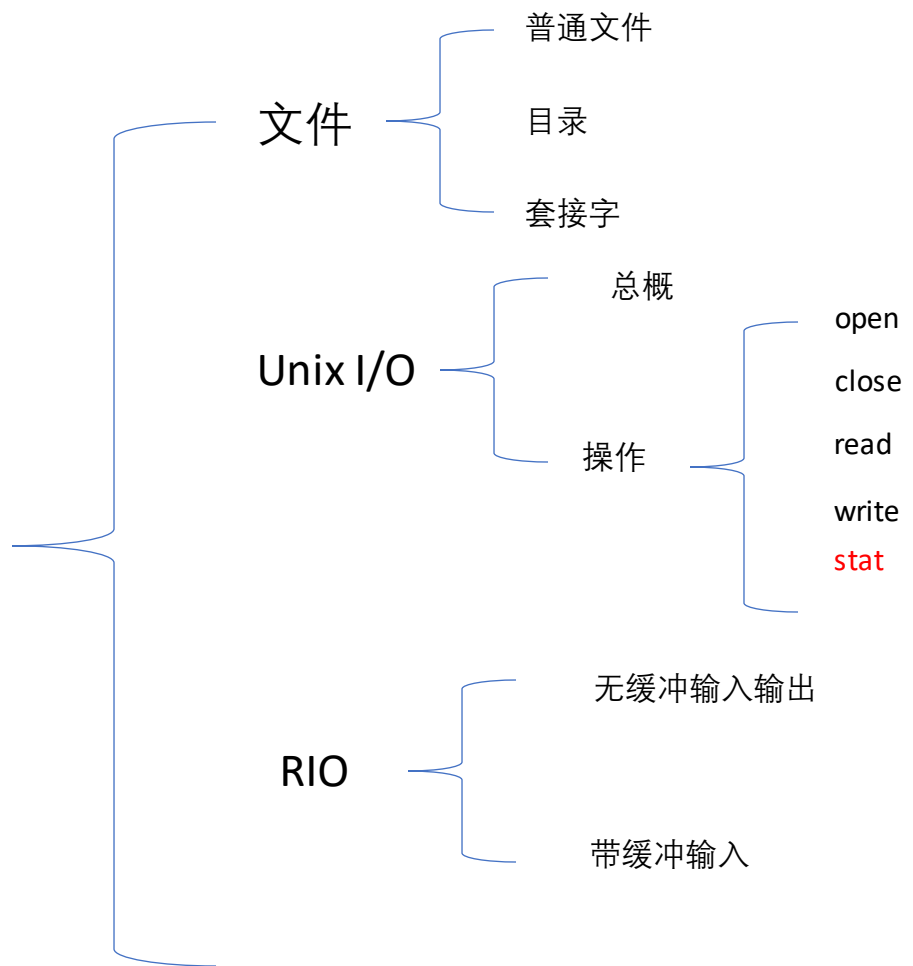 普通文件
文件
目录
套接字
总概
Unix I/O
操作
open
close
read
write
stat
无缓冲输入输出
RIO
带缓冲输入